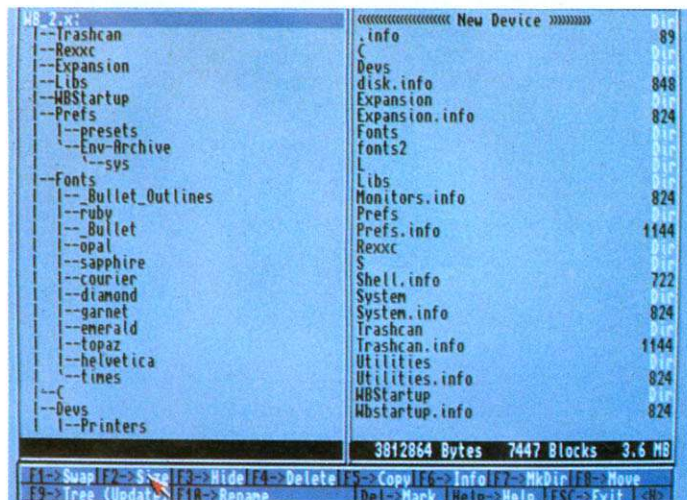 WB_2.x:
|--Trashcan
|--Rexxc
|--Expansion
|--Libs
|--WBStartup
|--Prefs
| |--presets
| `--Env-Archive
| `--sys
|--Fonts
| |--_Bullet_Outlines
| |--ruby
| |--_Bullet
| |--opal
| |--sapphire
| |--courier
| |--diamond
| |--garnet
| |--emerald
| |--topaz
| |--helvetica
| `--times
|--C
|--Devs
| |--Printers
««««««««««« New Device »»»»»» Dir
.info 89
C Dir
Devs Dir
disk.info 848
Expansion Dir
Expansion.info 824
Fonts Dir
fonts2 Dir
L Dir
Libs Dir
Monitors.info 824
Prefs Dir
Prefs.info 1144
Rexxc Dir
S Dir
Shell.info 722
System Dir
System.info 824
Trashcan Dir
Trashcan.info 1144
Utilities Dir
Utilities.info 824
WBStartup Dir
Wbstartup.info 824
3812864 Bytes 7447 Blocks 3.6 MB
F1->Swap F2->Size F3->Hide F4->Delete F5->Copy F6->Info F7->MkDir F8->Move
F9->Tree (Update) F10->Rename Del->Mark Help->Help